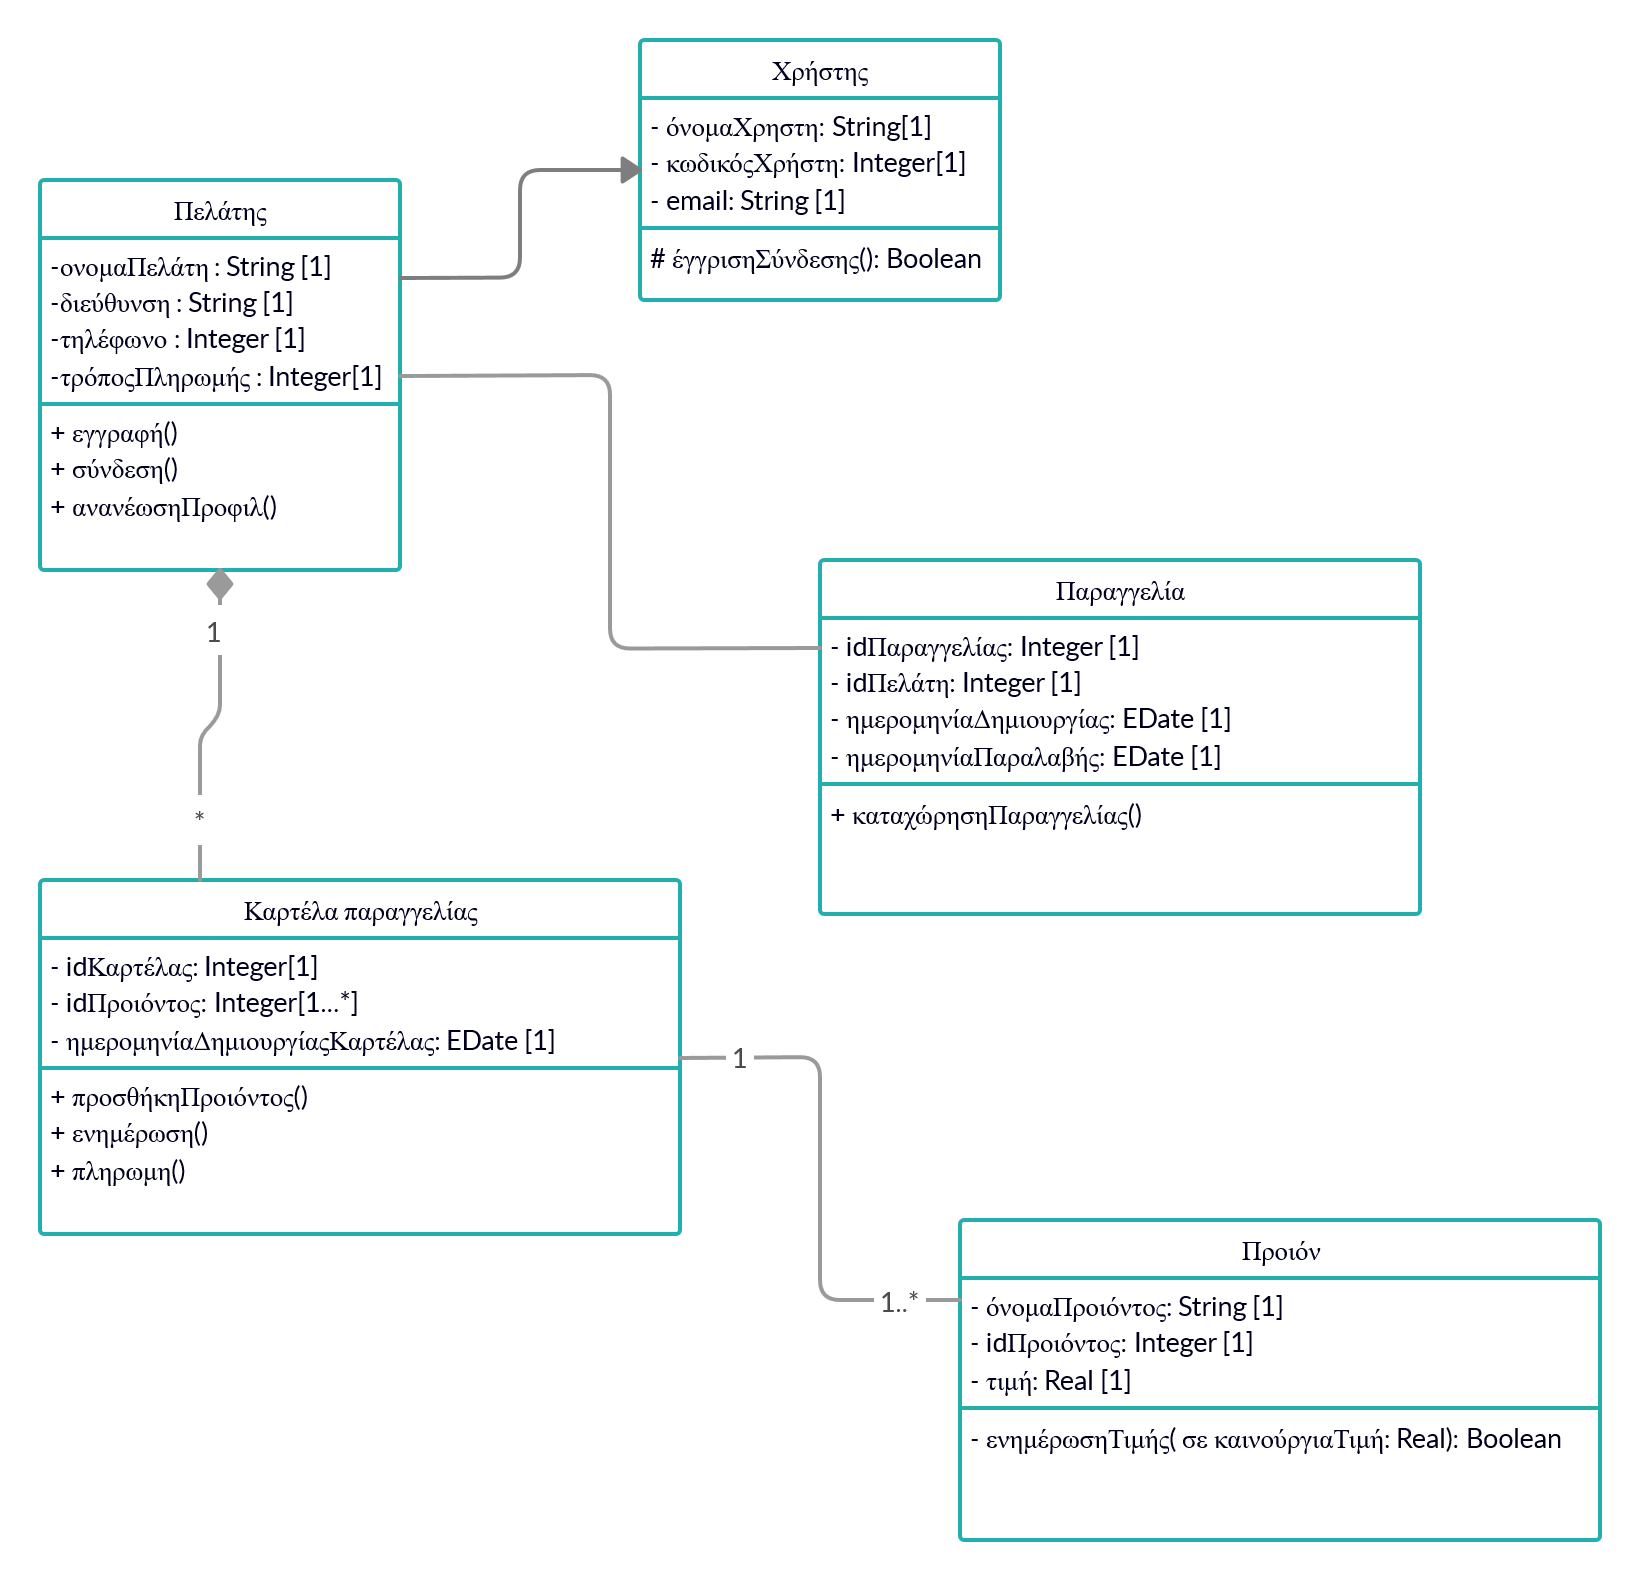 Χρήστης
- όνομαΧρηστη: String[1]
- κωδικόςΧρήστη: Integer[1]
- email: String [1]
# έγγρισηΣύνδεσης(): Boolean
Πελάτης
-ονομαΠελάτη : String [1]
-διεύθυνση : String [1]
-τηλέφωνο : Integer [1]
-τρόποςΠληρωμής : Integer[1]
+ εγγραφή()
+ σύνδεση()
+ ανανέωσηΠροφιλ()
1
*
Παραγγελία
- idΠαραγγελίας: Integer [1]
- idΠελάτη: Integer [1]
- ημερομηνίαΔημιουργίας: EDate [1]
- ημερομηνίαΠαραλαβής: EDate [1]
+ καταχώρησηΠαραγγελίας()
Καρτέλα παραγγελίας
- idΚαρτέλας: Integer[1]
- idΠροιόντος: Integer[1...*]
- ημερομηνίαΔημιουργίαςΚαρτέλας: EDate [1]
+ προσθήκηΠροιόντος()
+ ενημέρωση()
+ πληρωμη()
1
1..*
Προιόν
- όνομαΠροιόντος: String [1]
- idΠροιόντος: Integer [1]
- τιμή: Real [1]
- ενημέρωσηΤιμής( σε καινούργιαΤιμή: Real): Boolean